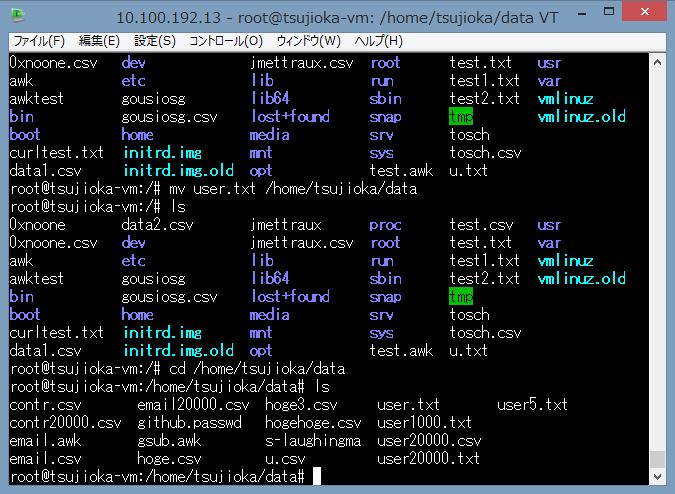 10.100.192.13 - root@tsujioka-vm: /home/tsujioka/data VT
ファイル(F) 編集(E) 設定(S) コントロール(O) ウィンドウ(W) ヘルプ(H)
0xnoone.csv dev jmettraux.csv root test.txt usr
awk etc lib run test1.txt var
awktest gousiosg lib64 sbin test2.txt vmlinuz
bin gousiosg.csv lost+found snap tmp vmlinuz.old
boot home media srv tosch
curltest.txt initrd.img mnt sys tosch.csv
data1.csv initrd.img.old opt test.awk u.txt
root@tsujioka-vm:/# mv user.txt /home/tsujioka/data
root@tsujioka-vm:/# ls
0xnoone data2.csv jmettraux proc test.csv usr
0xnoone.csv dev jmettraux.csv root test.txt var
awk etc lib run test1.txt vmlinuz
awktest gousiosg lib64 sbin test2.txt vmlinuz.old
bin gousiosg.csv lost+found snap tmp
boot home media srv tosch
curltest.txt initrd.img mnt sys tosch.csv
data1.csv initrd.img.old opt test.awk u.txt
root@tsujioka-vm:/# cd /home/tsujioka/data
root@tsujioka-vm:/home/tsujioka/data# ls
contr.csv email20000.csv hoge3.csv user.txt user5.txt
contr20000.csv github.passwd hogehoge.csv user1000.txt
email.awk gsub.awk s-laughingma user20000.csv
email.csv hoge.csv u.csv user20000.txt
root@tsujioka-vm:/home/tsujioka/data#